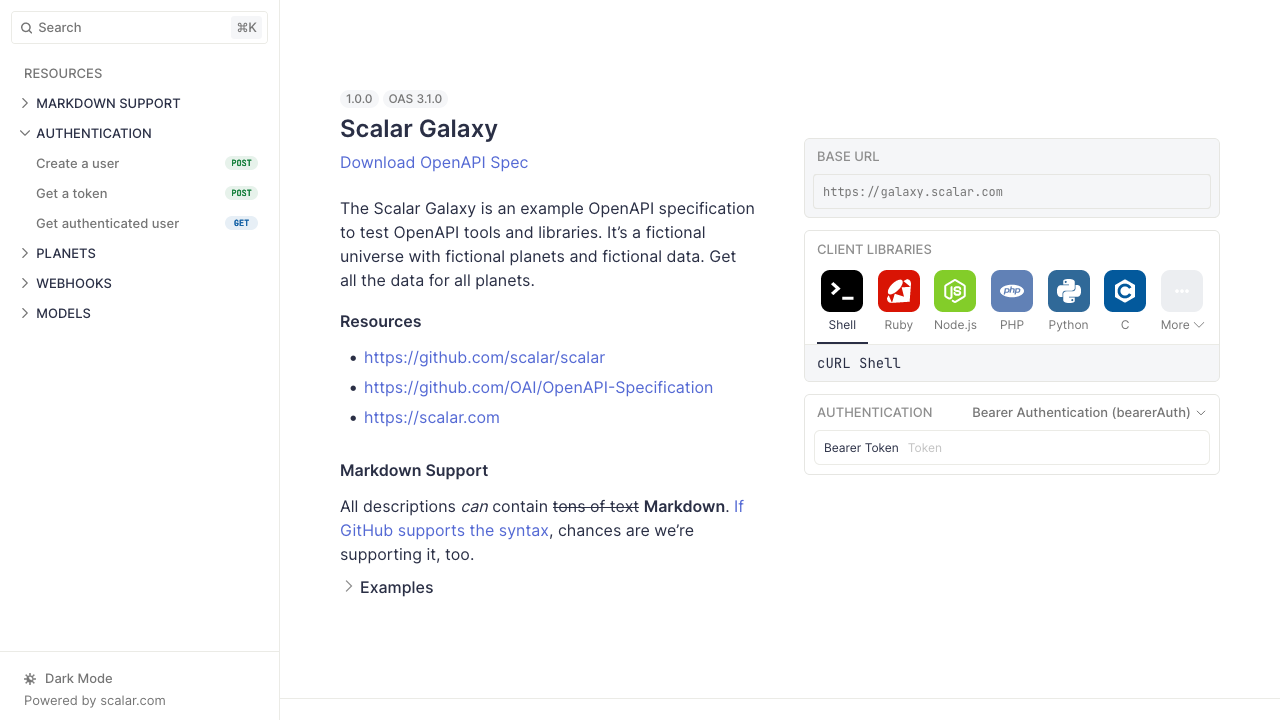 Search ⌘K
RESOURCES
MARKDOWN SUPPORT
AUTHENTICATION
Create a user POST
Get a token POST
Get authenticated user GET
PLANETS
WEBHOOKS
MODELS
Dark Mode
Powered by scalar.com
1.0.0 OAS 3.1.0
Scalar Galaxy
Download OpenAPI Spec
The Scalar Galaxy is an example OpenAPI specification
to test OpenAPI tools and libraries. It’s a fictional
universe with fictional planets and fictional data. Get
all the data for all planets.
Resources
• https://github.com/scalar/scalar
• https://github.com/OAI/OpenAPI-Specification
• https://scalar.com
Markdown Support
All descriptions can contain tons of text Markdown. If
GitHub supports the syntax, chances are we’re
supporting it, too.
Examples
BASE URL
https://galaxy.scalar.com
CLIENT LIBRARIES
php
Shell Ruby Node.js PHP Python C More
cURL Shell
AUTHENTICATION Bearer Authentication (bearerAuth)
Bearer Token Token